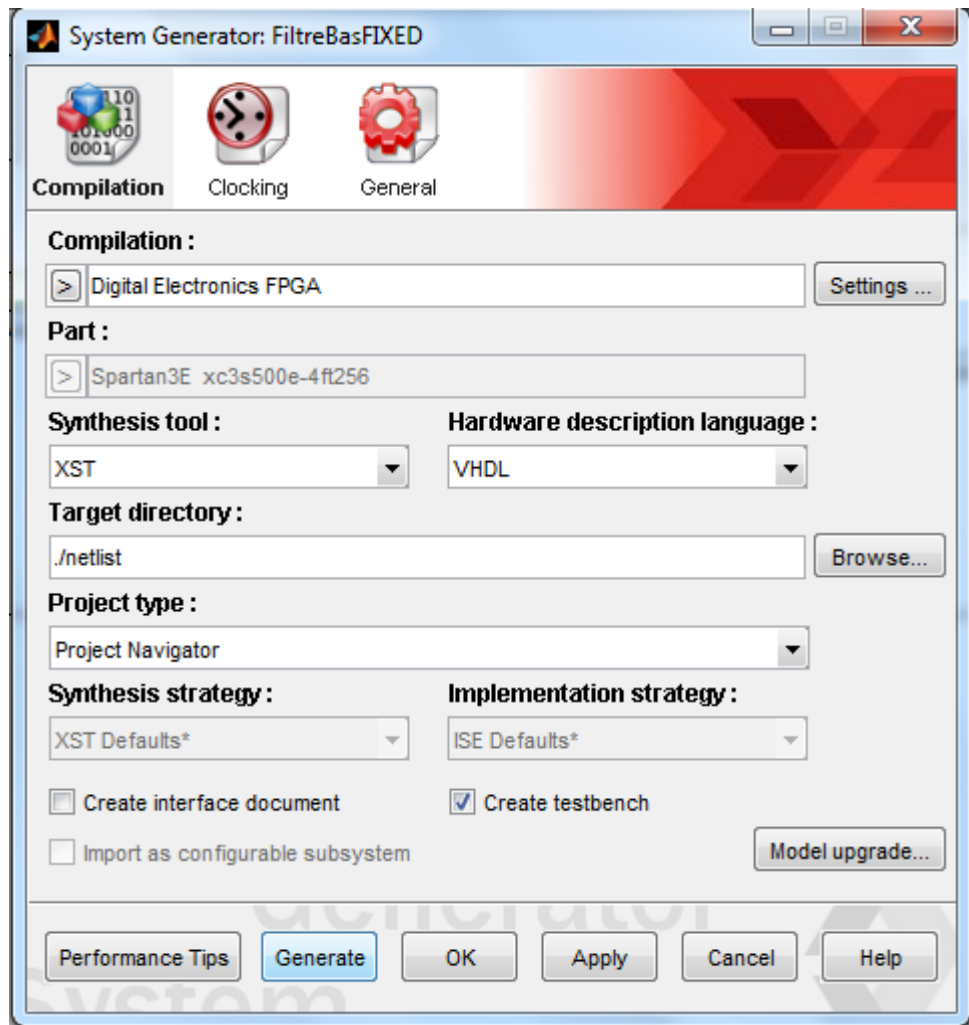 System Generator: FiltreBasFIXED
Compilation
Clocking
General
Compilation :
> Digital Electronics FPGA
Settings ...
Part :
> Spartan3E xc3s500e-4ft256
Synthesis tool :
Hardware description language :
XST
VHDL
Target directory :
./netlist
Browse...
Project type :
Project Navigator
Synthesis strategy :
Implementation strategy :
XST Defaults*
ISE Defaults*
Create interface document
Create testbench
Import as configurable subsystem
Model upgrade...
Performance Tips
Generate
OK
Apply
Cancel
Help
System
Generator